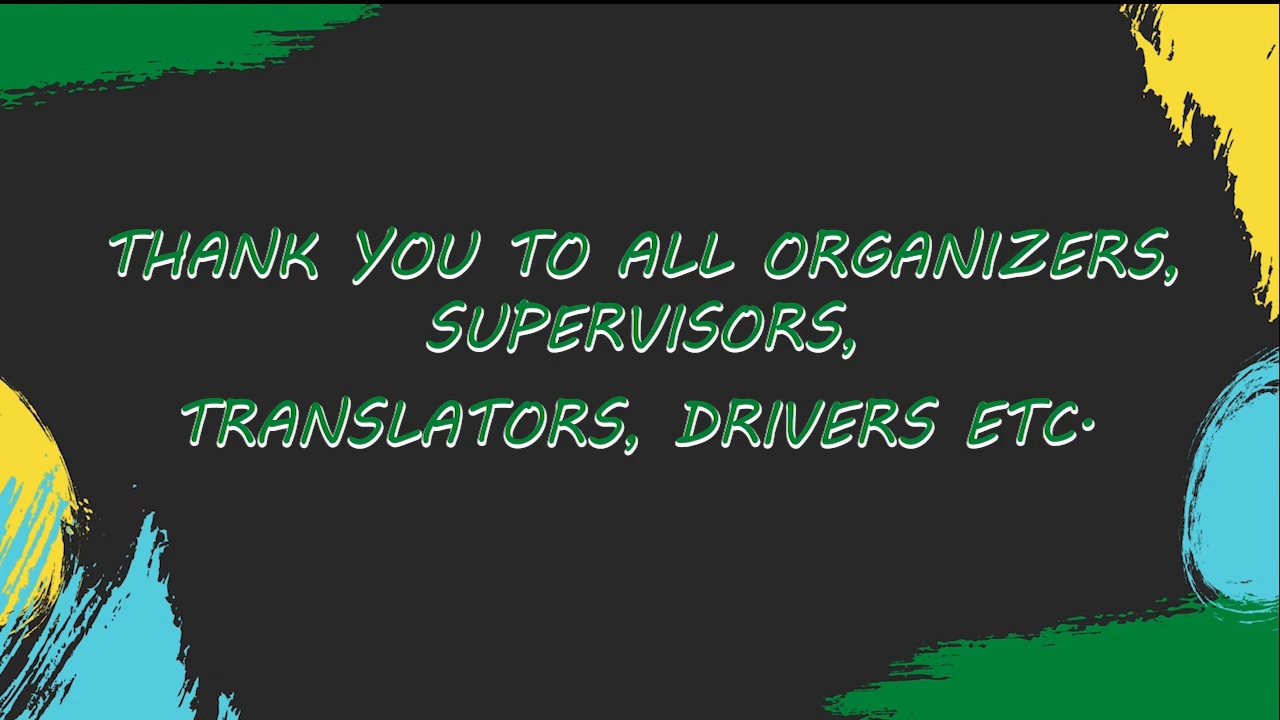 THANK YOU TO ALL ORGANIZERS,
SUPERVISORS,
TRANSLATORS, DRIVERS ETC.